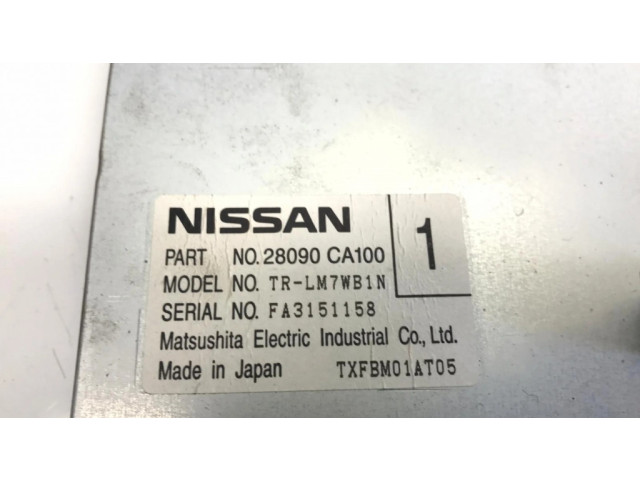 NISSAN 1
PART NO. 28090 CA100
MODEL NO. TR-LM7WB1N
SERIAL NO. FA3151158
Matsushita Electric Industrial Co., Ltd.
Made in Japan TXFBM01AT05